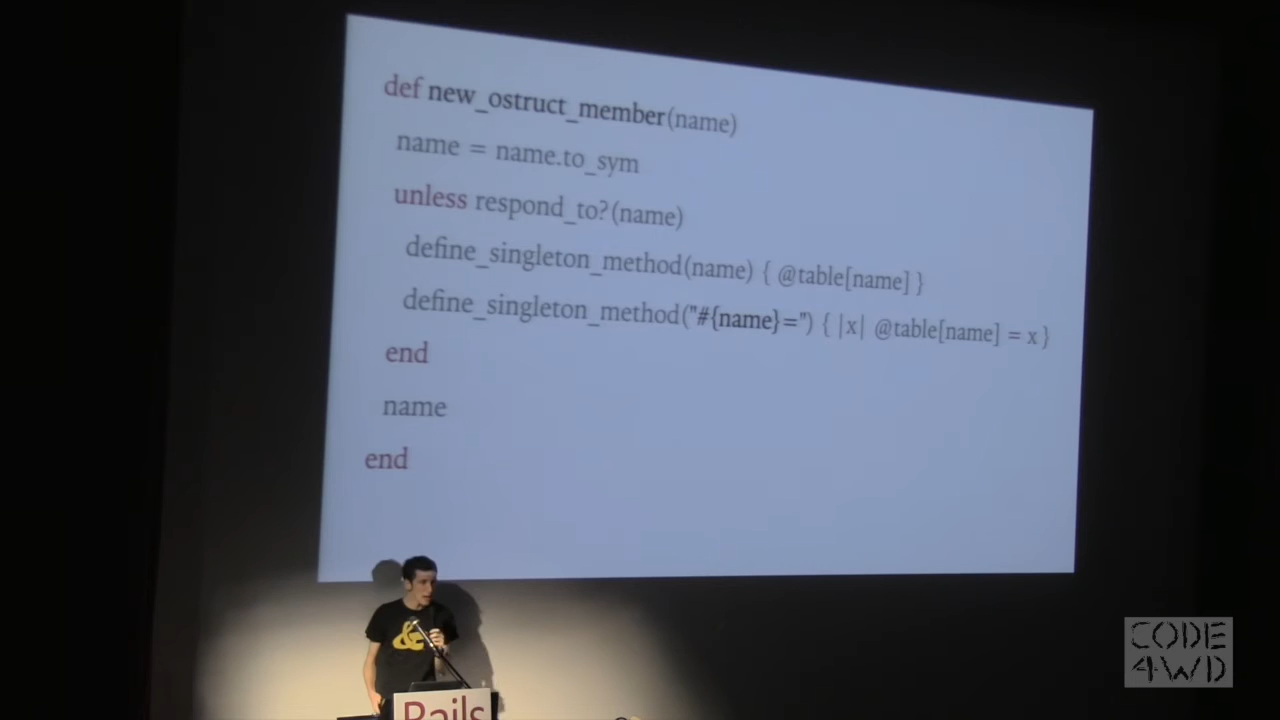 def new_ostruct_member(name)
name = name.to_sym
unless respond_to?(name)
define_singleton_method(name) { @table[name] }
define_singleton_method("#{name}=") { |x| @table[name] = x }
end
name
end
&
Rails
CODE
4WD